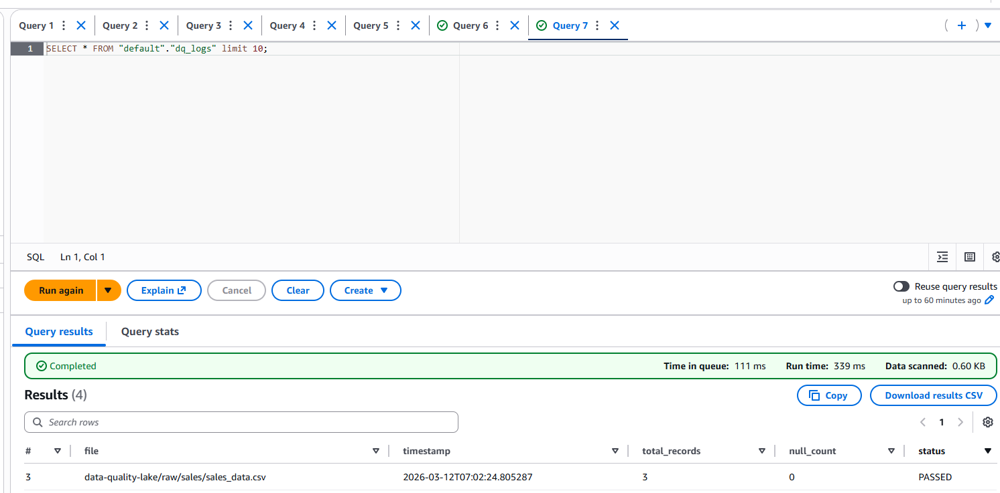 Query 1 Query 2 Query 3 Query 4 Query 5 Query 6 Query 7 ( + )
1 SELECT * FROM "default"."dq_logs" limit 10;
SQL Ln 1, Col 1
Run again Explain Cancel Clear Create Reuse query results
up to 60 minutes ago
Query results Query stats
Completed Time in queue: 111 ms Run time: 339 ms Data scanned: 0.60 KB
Results (4) Copy Download results CSV
Search rows 1
# file timestamp total_records null_count status
3 data-quality-lake/raw/sales/sales_data.csv 2026-03-12T07:02:24.805287 3 0 PASSED